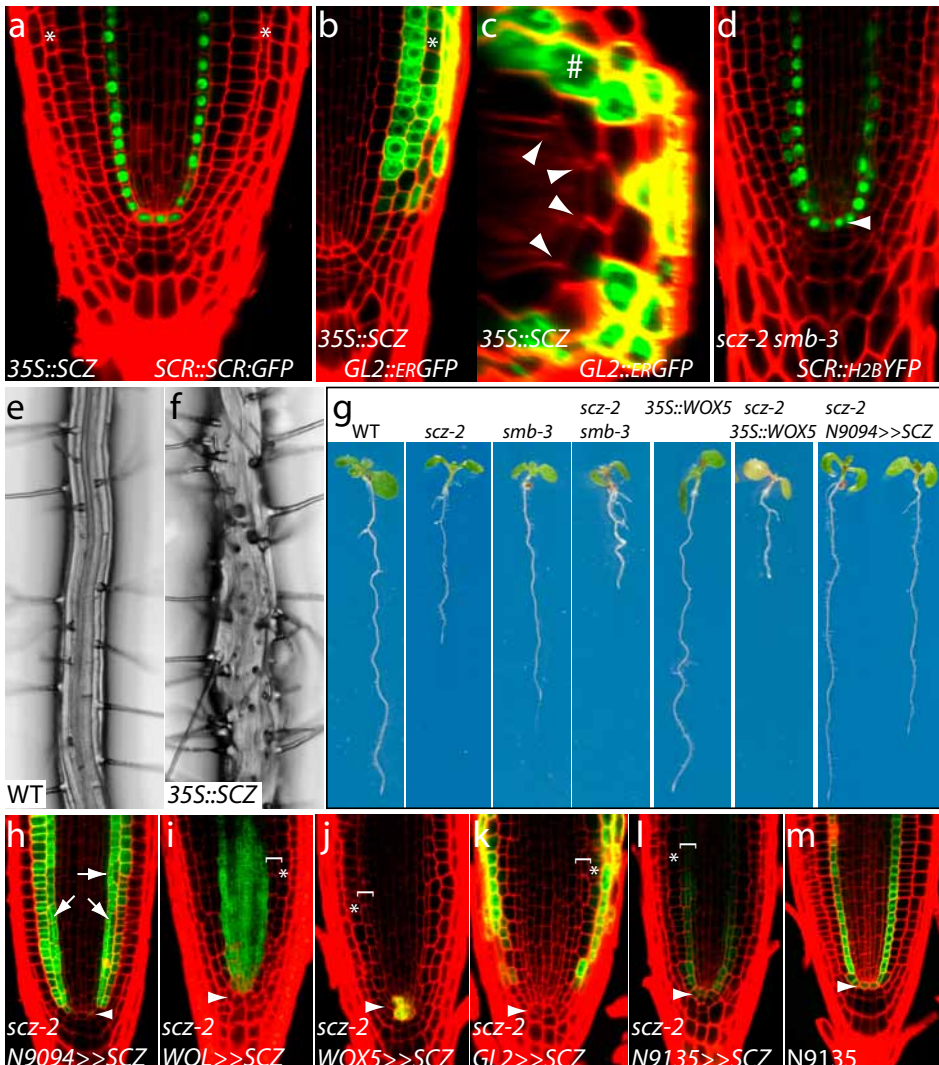 a
*
*
35S::SCZ SCR::SCR:GFP
b
*
35S::SCZ
GL2::ERGFP
c
#
35S::SCZ
GL2::ERGFP
d
scz-2 smb-3
SCR::H2BYFP
e
WT
f
35S::SCZ
g
WT
scz-2
smb-3
scz-2
smb-3
35S::WOX5
scz-2
35S::WOX5
scz-2
N9094>>SCZ
h
scz-2
N9094>>SCZ
i
*
scz-2
WOL>>SCZ
j
*
scz-2
WOX5>>SCZ
k
*
scz-2
GL2>>SCZ
l
*
scz-2
N9135>>SCZ
m
N9135